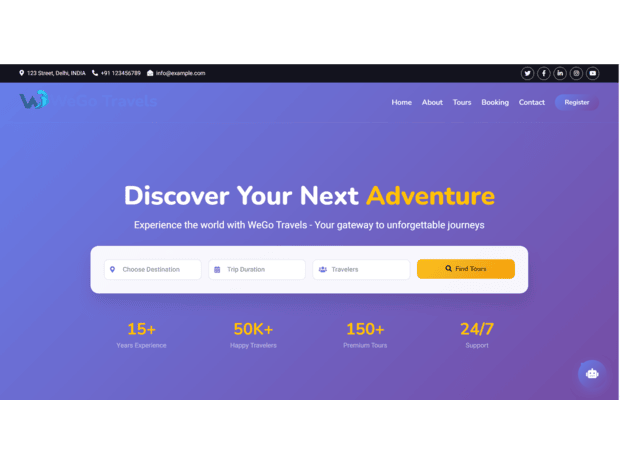 123 Street, Delhi, INDIA +91 123456789 info@example.com
WeGo Travels
Home About Tours Booking Contact Register
Discover Your Next Adventure
Experience the world with WeGo Travels - Your gateway to unforgettable journeys
Choose Destination Trip Duration Travelers Find Tours
15+ 50K+ 150+ 24/7
Years Experience Happy Travelers Premium Tours Support